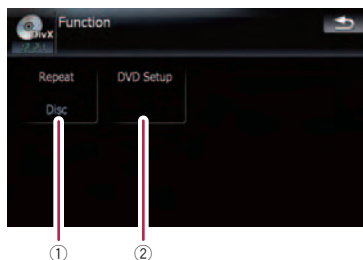 DivX
Function
Repeat
DVD Setup
Disc
① ②